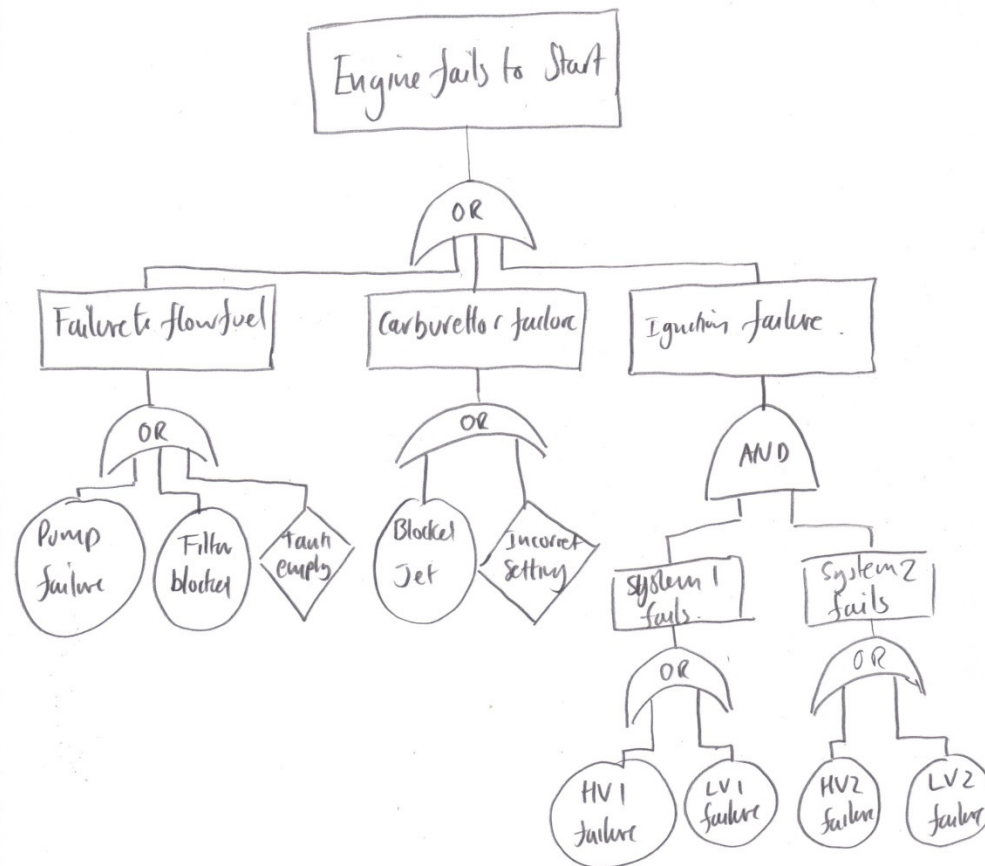 Engine fails to Start
OR
Failure to flow fuel
Carburettor failure
Ignition failure.
OR
OR
AND
Pump
failure
Filter
blocked
Tank
empty
Blocked
Jet
Incorrect
setting
System 1
fails.
System 2
fails
OR
OR
HV1
failure
LV1
failure
HV2
failure
LV2
failure